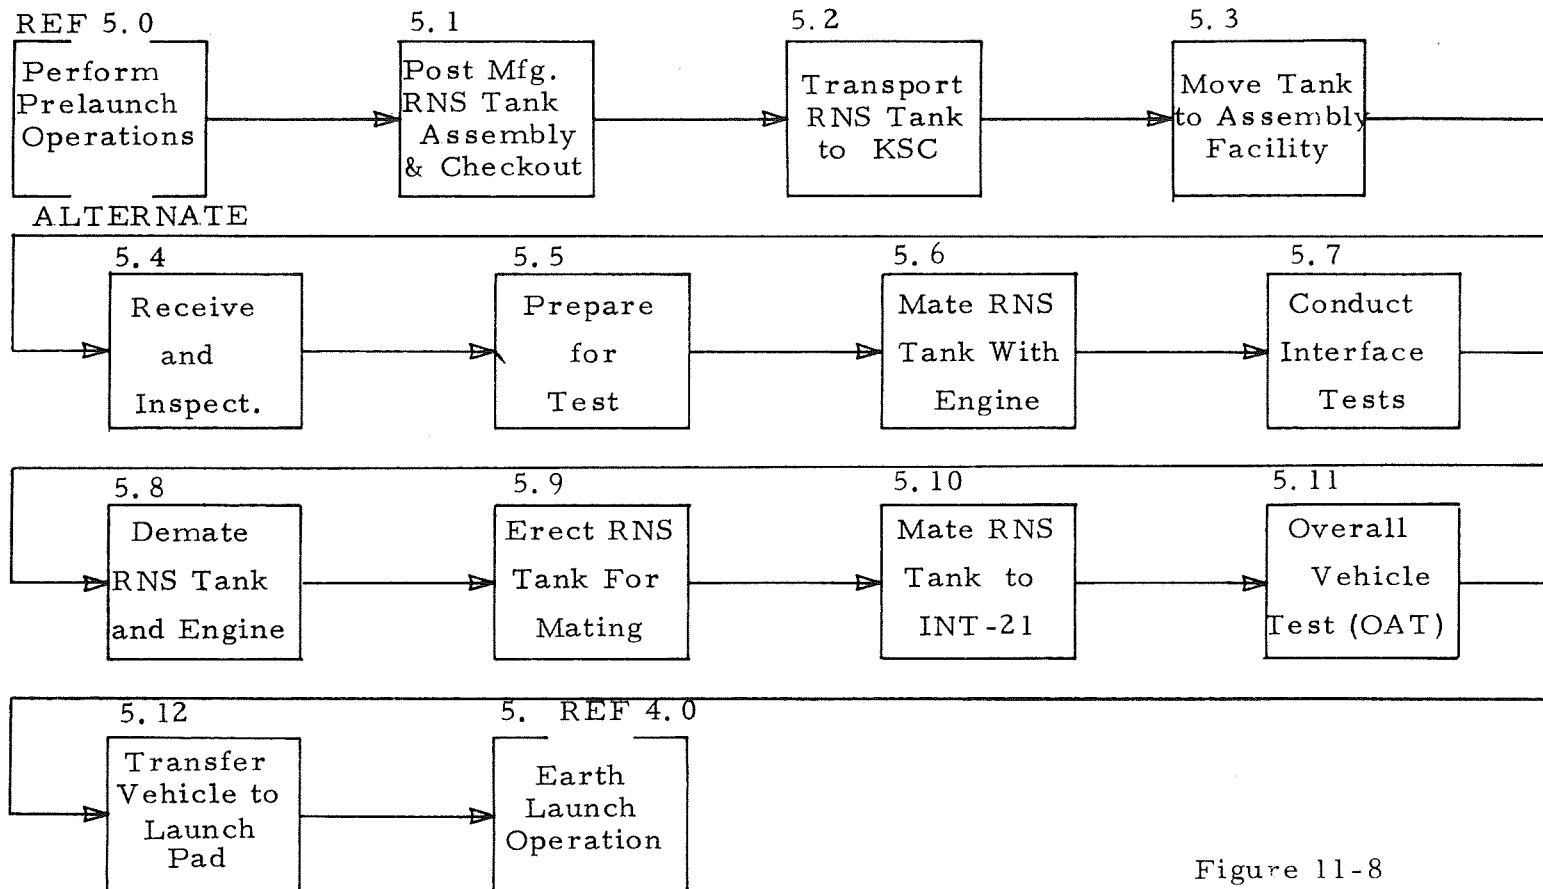 REF 5.0
Perform
Prelaunch
Operations
5.1
Post Mfg.
RNS Tank
Assembly
& Checkout
5.2
Transport
RNS Tank
to KSC
5.3
Move Tank
to Assembly
Facility
ALTERNATE
5.4
Receive
and
Inspect.
5.5
Prepare
for
Test
5.6
Mate RNS
Tank With
Engine
5.7
Conduct
Interface
Tests
5.8
Demate
RNS Tank
and Engine
5.9
Erect RNS
Tank For
Mating
5.10
Mate RNS
Tank to
INT-21
5.11
Overall
Vehicle
Test (OAT)
5.12
Transfer
Vehicle to
Launch
Pad
5. REF 4.0
Earth
Launch
Operation
Figure 11-8